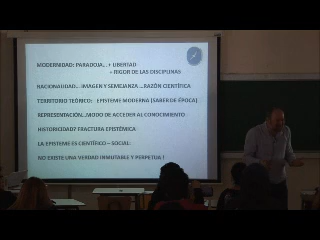 MODERNIDAD: PARADOJA... + LIBERTAD
+ RIGOR DE LAS DISCIPLINAS
RACIONALIDAD... IMAGEN Y SEMEJANZA ...RAZÓN CIENTÍFICA
TERRITORIO TEÓRICO: EPISTEME MODERNA (SABER DE ÉPOCA)
REPRESENTACIÓN... ...MODO DE ACCEDER AL CONOCIMIENTO
HISTORICIDAD? FRACTURA EPISTÉMICA
LA EPISTEME ES CIENTÍFICO – SOCIAL:
NO EXISTE UNA VERDAD INMUTABLE Y PERPETUA !